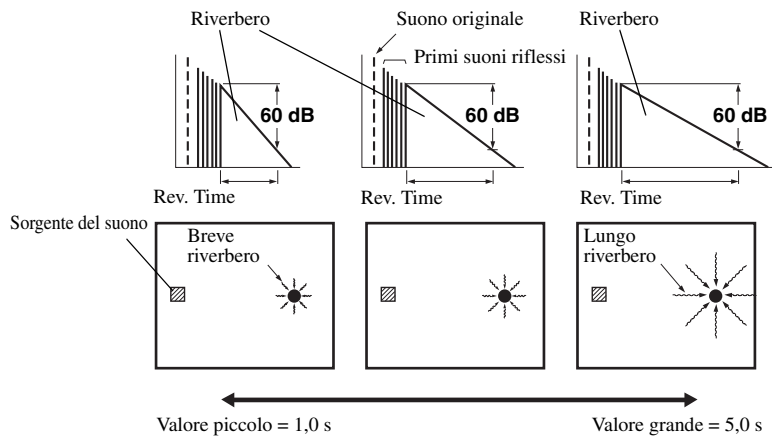 Riverbero
Suono originale
Riverbero
Primi suoni riflessi
60 dB
60 dB
60 dB
Rev. Time
Rev. Time
Rev. Time
Sorgente del suono
Breve
riverbero
Lungo
riverbero
Valore piccolo = 1,0 s
Valore grande = 5,0 s